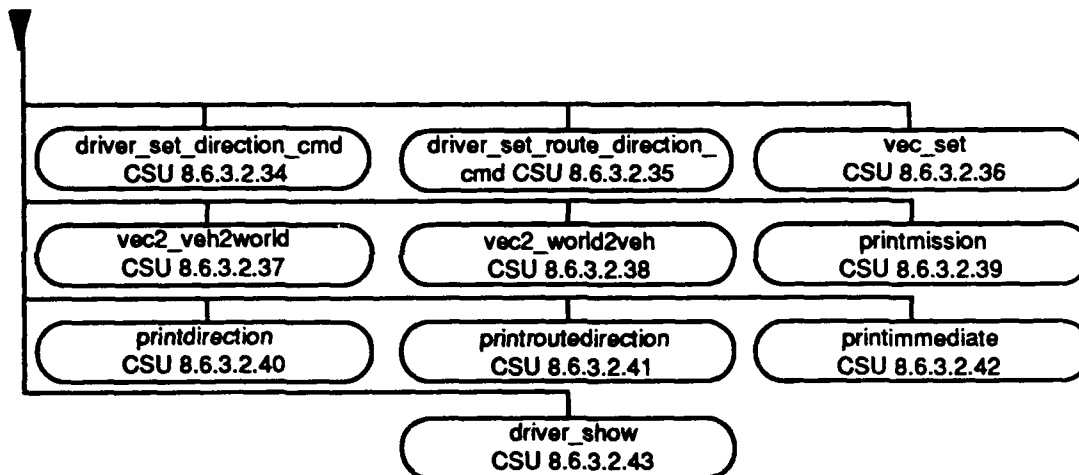 driver_set_direction_cmd
CSU 8.6.3.2.34
driver_set_route_direction_
cmd CSU 8.6.3.2.35
vec_set
CSU 8.6.3.2.36
vec2_veh2world
CSU 8.6.3.2.37
vec2_world2veh
CSU 8.6.3.2.38
printmission
CSU 8.6.3.2.39
printdirection
CSU 8.6.3.2.40
printroutedirection
CSU 8.6.3.2.41
printimmediate
CSU 8.6.3.2.42
driver_show
CSU 8.6.3.2.43